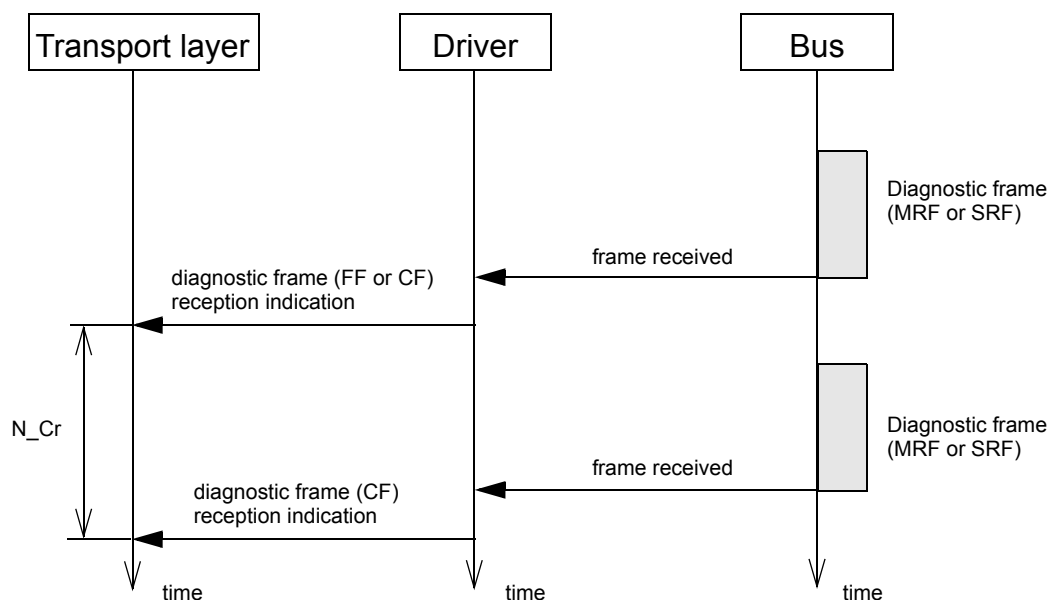 Transport layer
Driver
Bus
Diagnostic frame
(MRF or SRF)
frame received
diagnostic frame (FF or CF)
reception indication
N_Cr
Diagnostic frame
(MRF or SRF)
frame received
diagnostic frame (CF)
reception indication
time
time
time